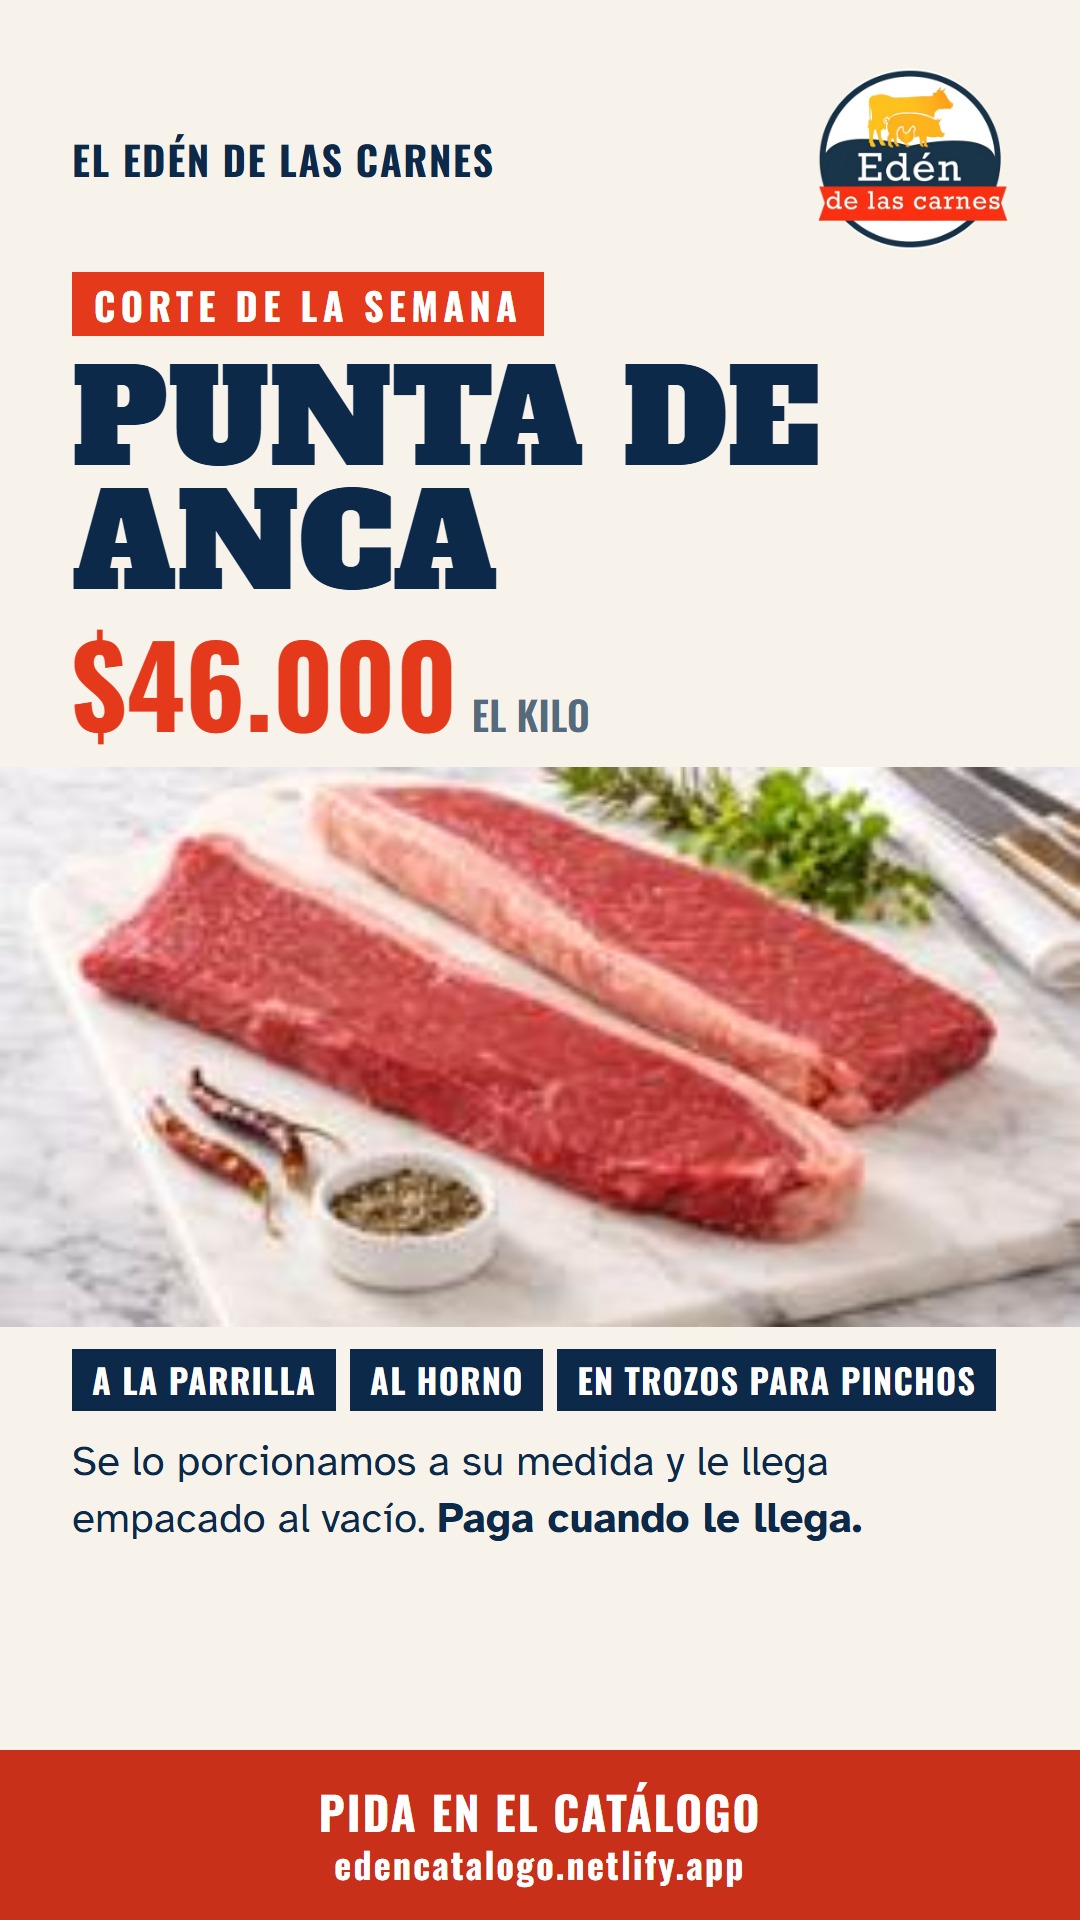 EL EDÉN DE LAS CARNES
Edén
de las carnes
CORTE DE LA SEMANA
PUNTA DE
ANCA
$46.000 EL KILO
A LA PARRILLA AL HORNO EN TROZOS PARA PINCHOS
Se lo porcionamos a su medida y le llega
empacado al vacío. Paga cuando le llega.
PIDA EN EL CATÁLOGO
edencatalogo.netlify.app